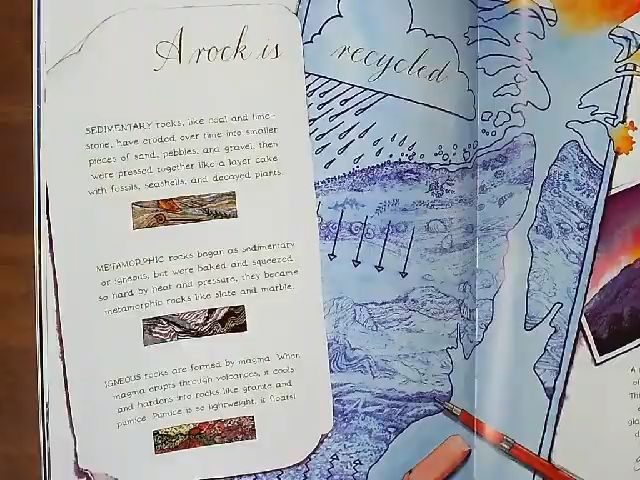 A rock is
recycled
SEDIMENTARY rocks, like coal and lime-
stone, have eroded over time into smaller
pieces of sand, pebbles, and gravel, then
were pressed together like a layer cake
with fossils, seashells, and decayed plants.
METAMORPHIC rocks began as sedimentary
or igneous, but were baked and squeezed
so hard by heat and pressure, they became
metamorphic rocks like slate and marble.
IGNEOUS rocks are formed by magma. When
magma erupts through volcanoes, it cools
and hardens into rocks like granite and
pumice. Pumice is so lightweight, it floats!